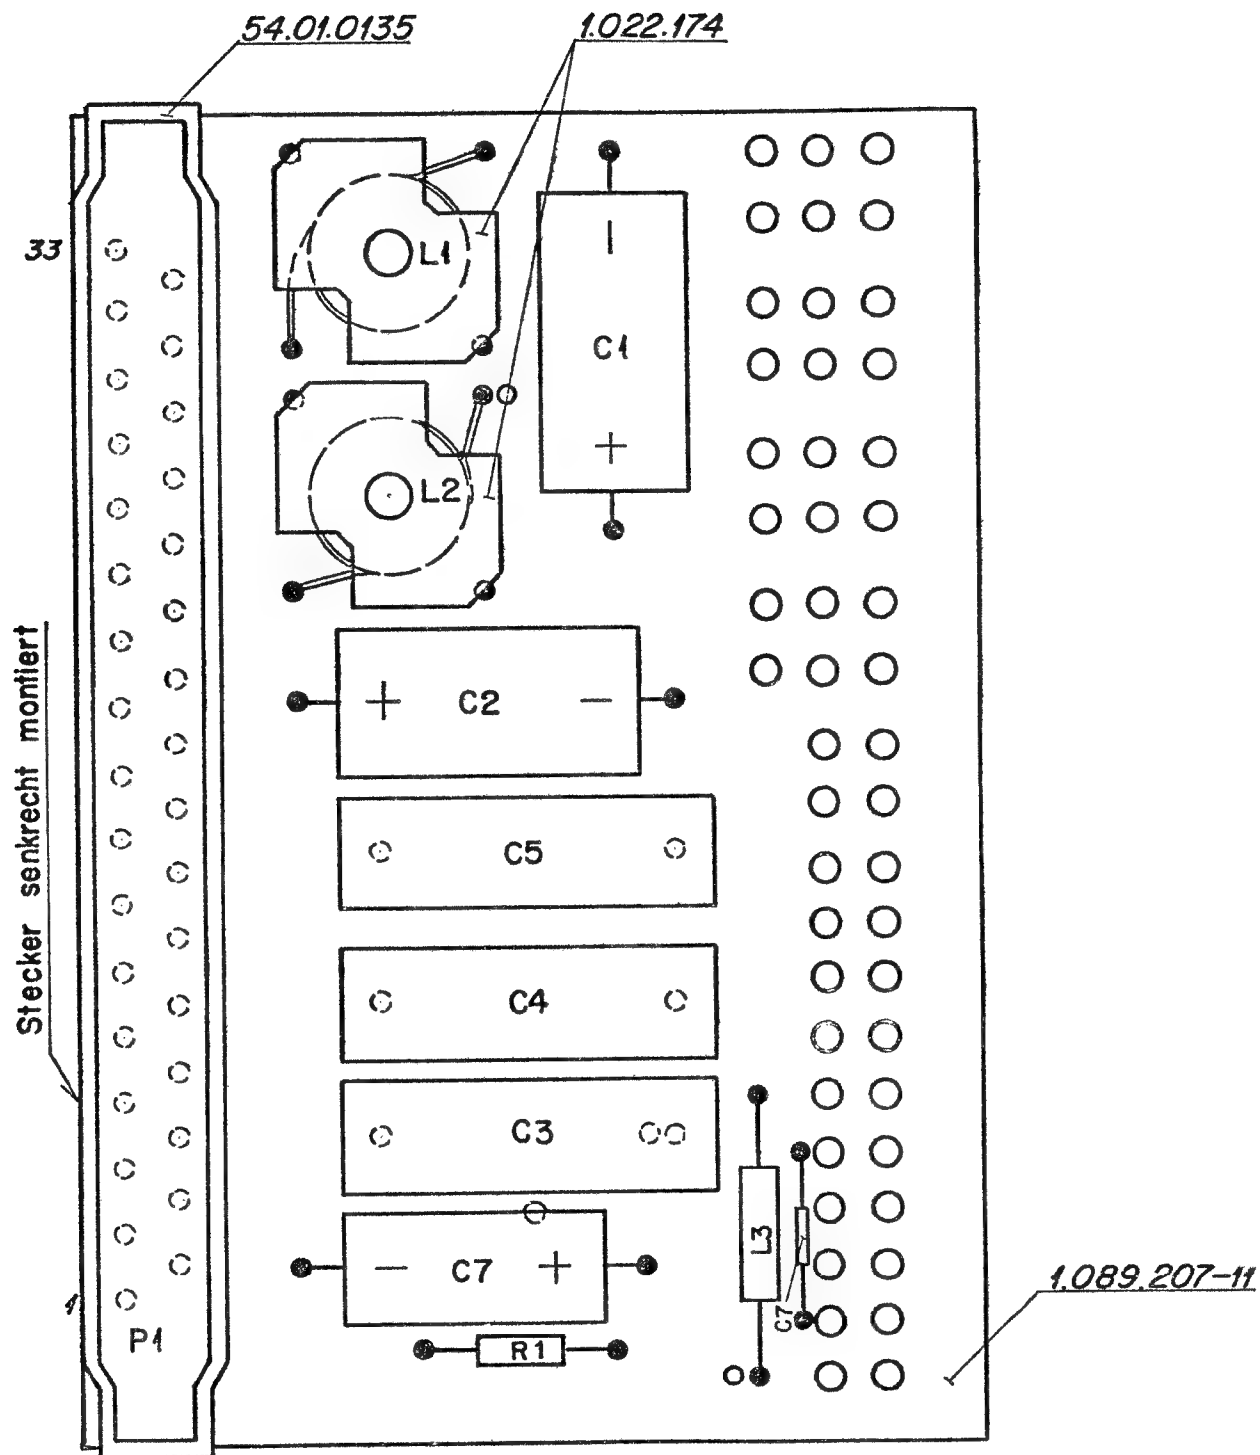 54.01.0135
1.022.174
33
L1
C1
L2
Stecker senkrecht montiert
C2
C5
C4
C3
C7
L3
C7
1.089.207-11
1
P1
R1